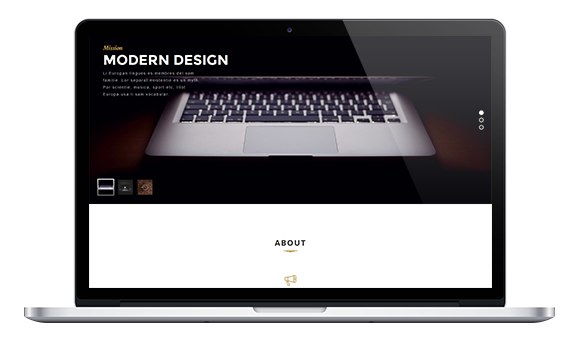 Mission
MODERN DESIGN
Li Europan lingues es membres del sam
familie. Lor separat existentie es un myth.
Por scientie, musica, sport etc, litot
Europa usa li sam vocabular.
ABOUT